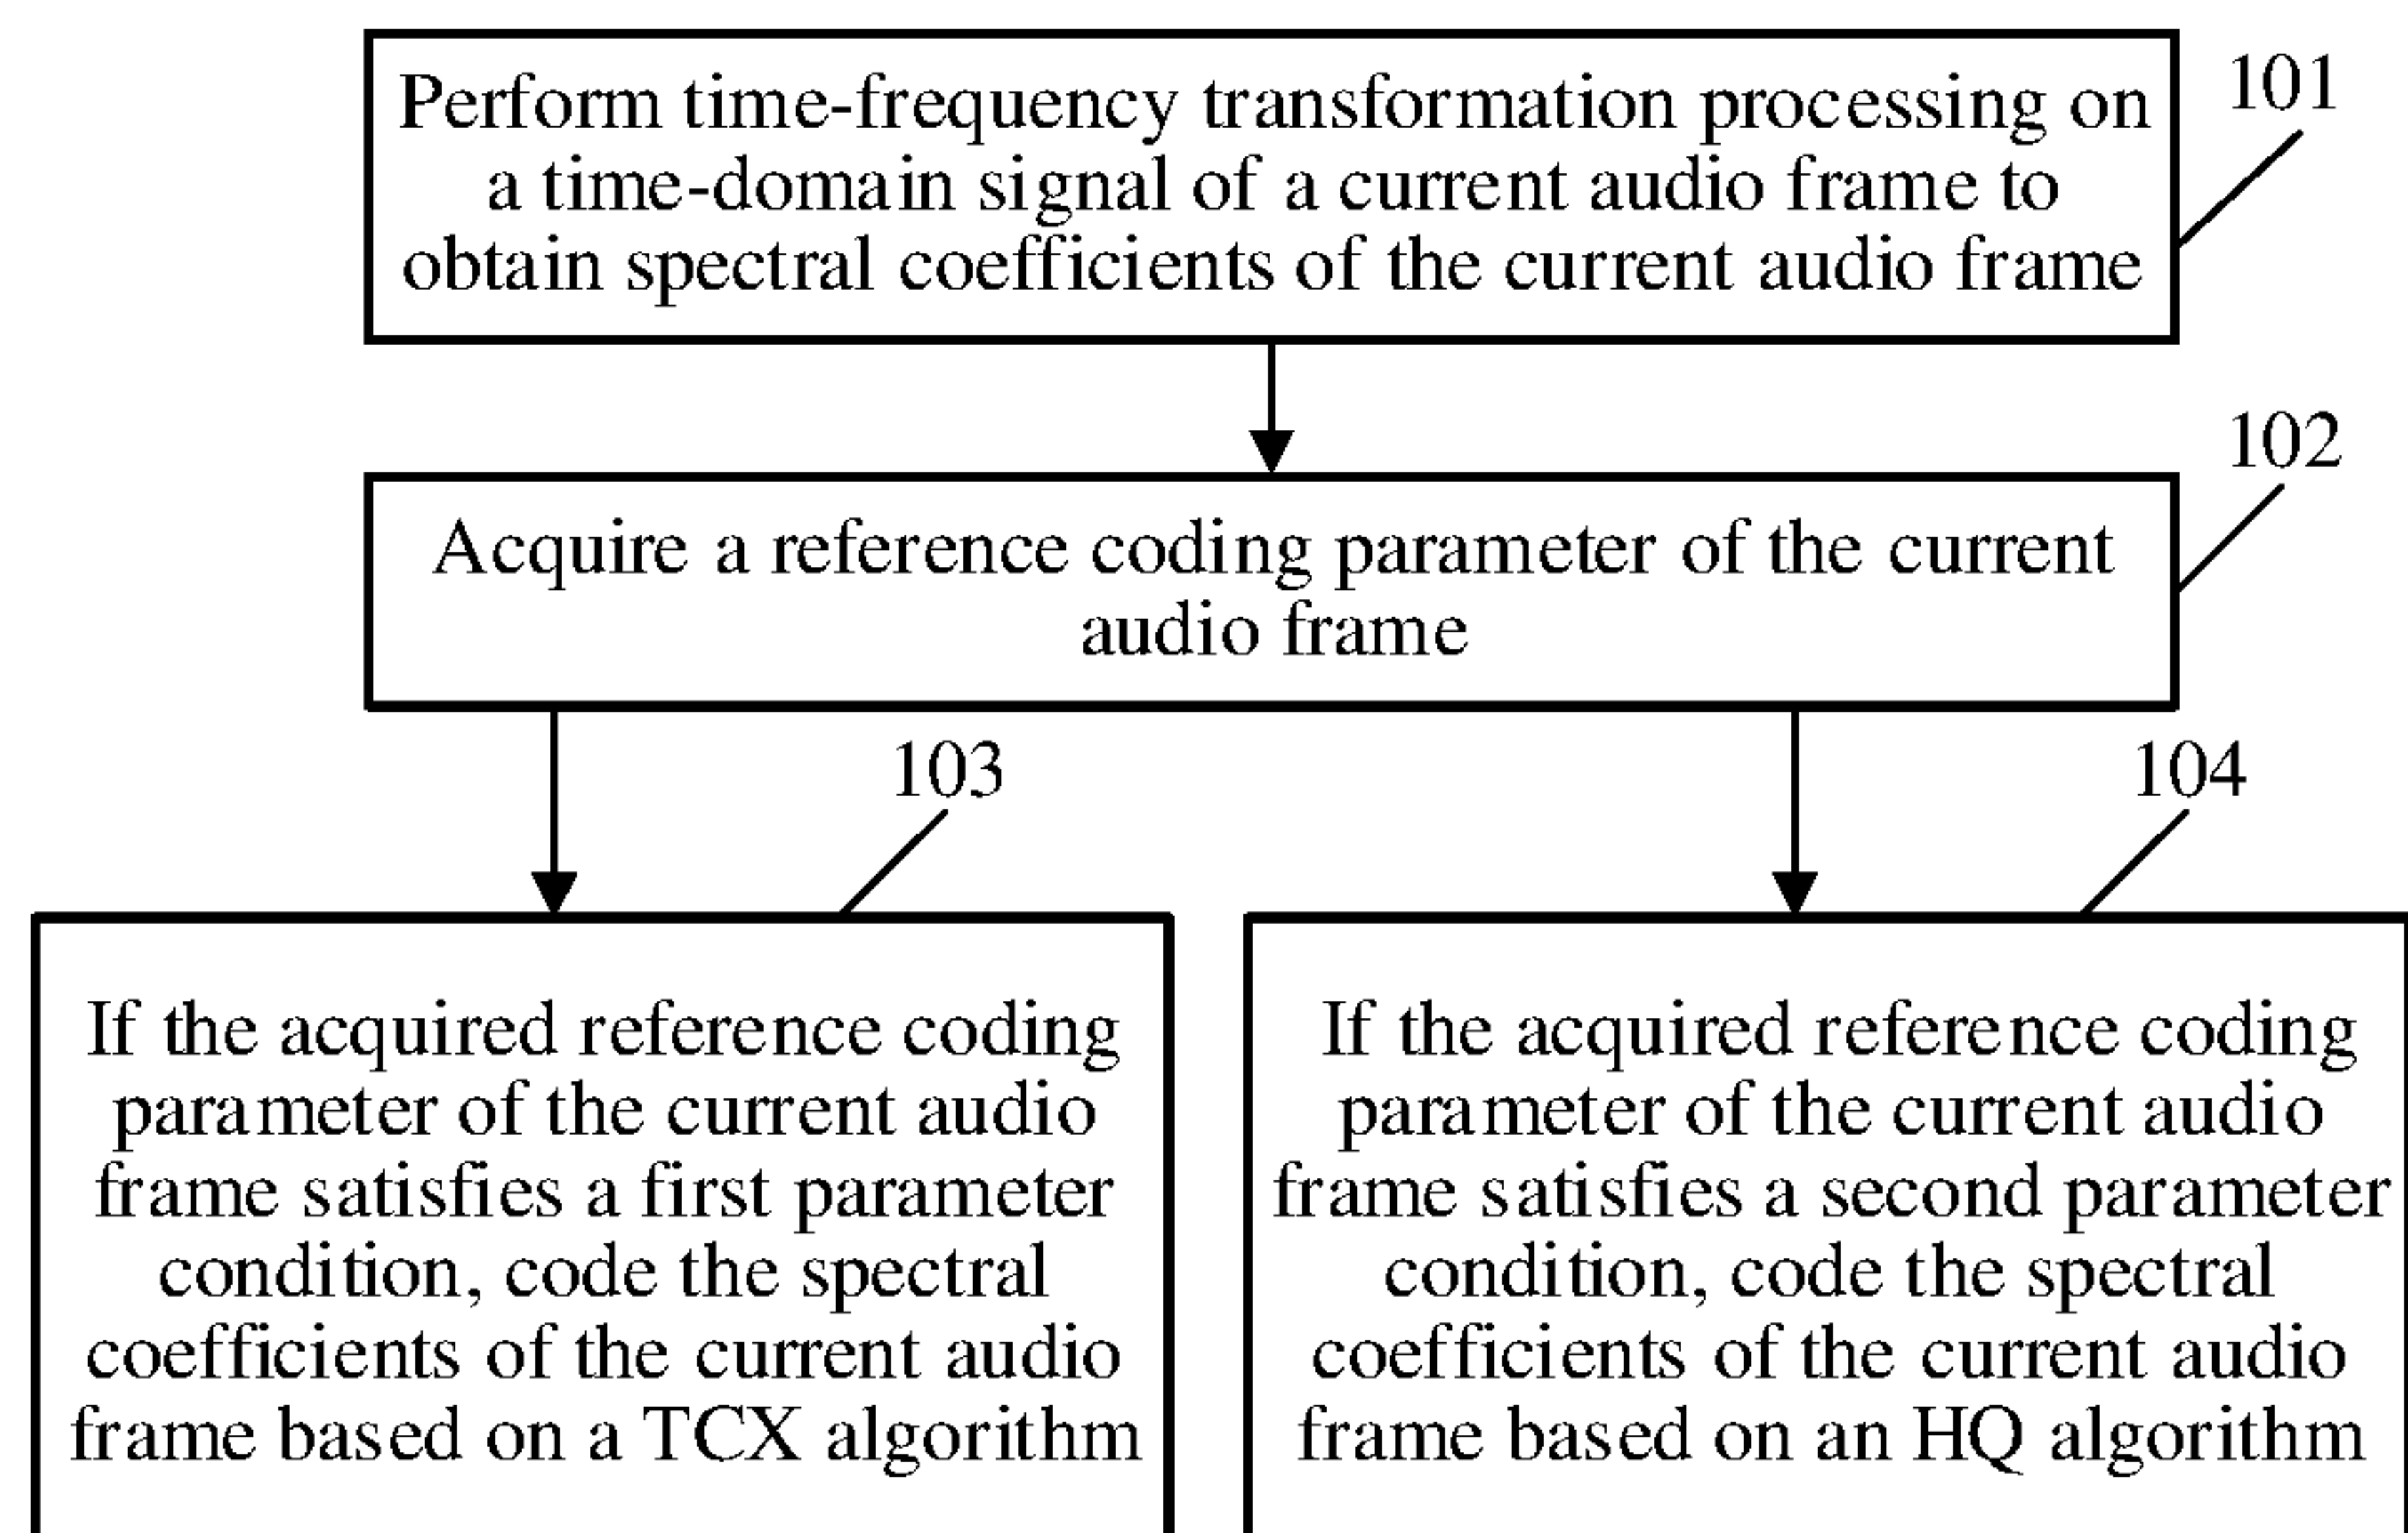 Perform time-frequency transformation processing on
a time-domain signal of a current audio frame to
obtain spectral coefficients of the current audio frame
101
Acquire a reference coding parameter of the current
audio frame
102
103
If the acquired reference coding
parameter of the current audio
frame satisfies a first parameter
condition, code the spectral
coefficients of the current audio
frame based on a TCX algorithm
104
If the acquired reference coding
parameter of the current audio
frame satisfies a second parameter
condition, code the spectral
coefficients of the current audio
frame based on an HQ algorithm